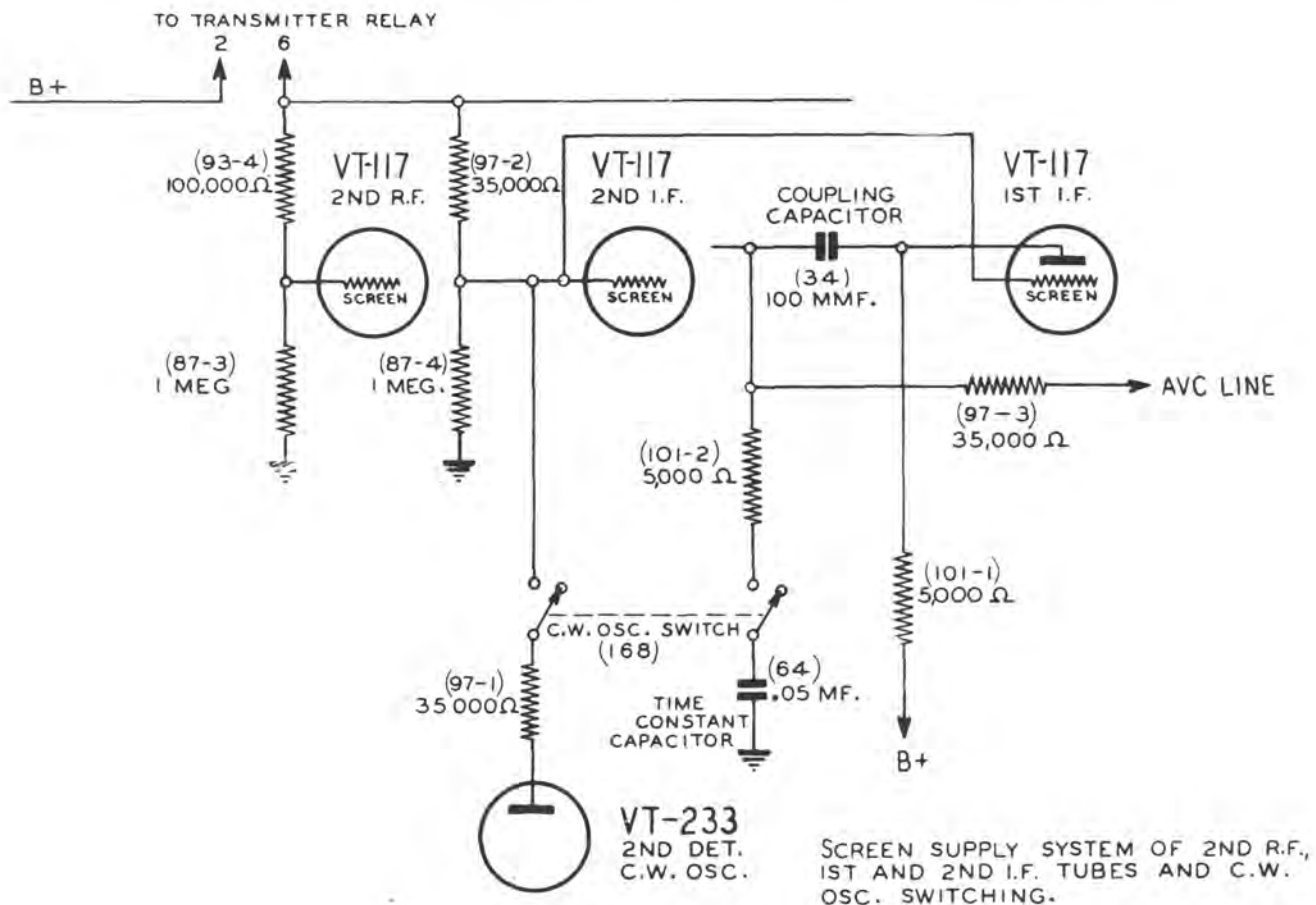 TO TRANSMITTER RELAY
2 6
B+
(93-4)
100,000Ω
VT-117
2ND R.F.
SCREEN
(97-2)
35,000Ω
VT-117
2ND I.F.
SCREEN
COUPLING
CAPACITOR
(34)
100 MMF.
VT-117
1ST I.F.
SCREEN
(87-3)
1 MEG
(87-4)
1 MEG.
AVC LINE
(97-3)
35,000 Ω
(101-2)
5,000 Ω
(101-1)
5,000 Ω
B+
C.W. OSC. SWITCH
(168)
(97-1)
35000Ω
(64)
.05 MF.
TIME
CONSTANT
CAPACITOR
VT-233
2ND DET.
C.W. OSC.
SCREEN SUPPLY SYSTEM OF 2ND R.F.,
1ST AND 2ND I.F. TUBES AND C.W.
OSC. SWITCHING.